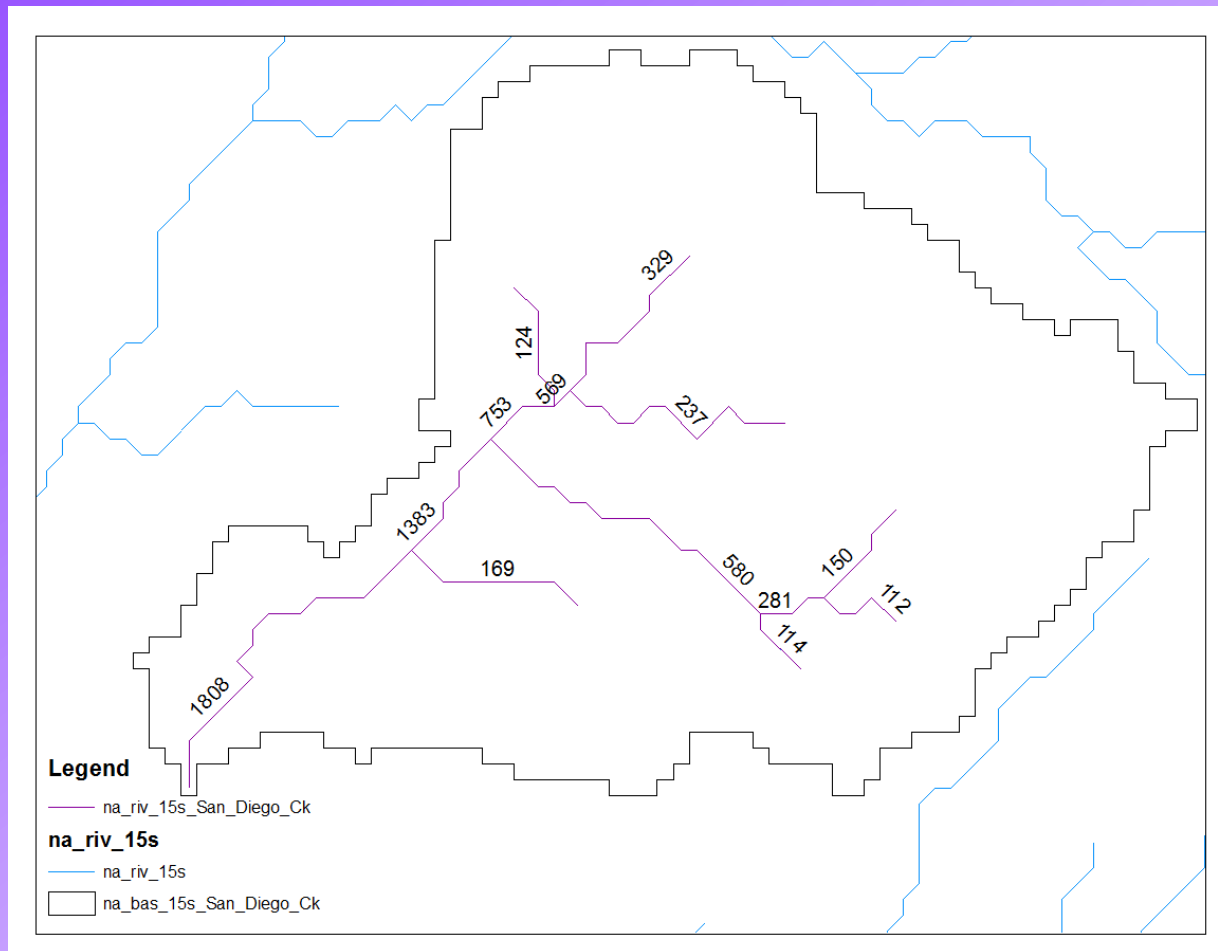 329
124
569
753
237
1383
169
580
150
281
112
114
1808
Legend
na_riv_15s_San_Diego_Ck
na_riv_15s
na_riv_15s
na_bas_15s_San_Diego_Ck